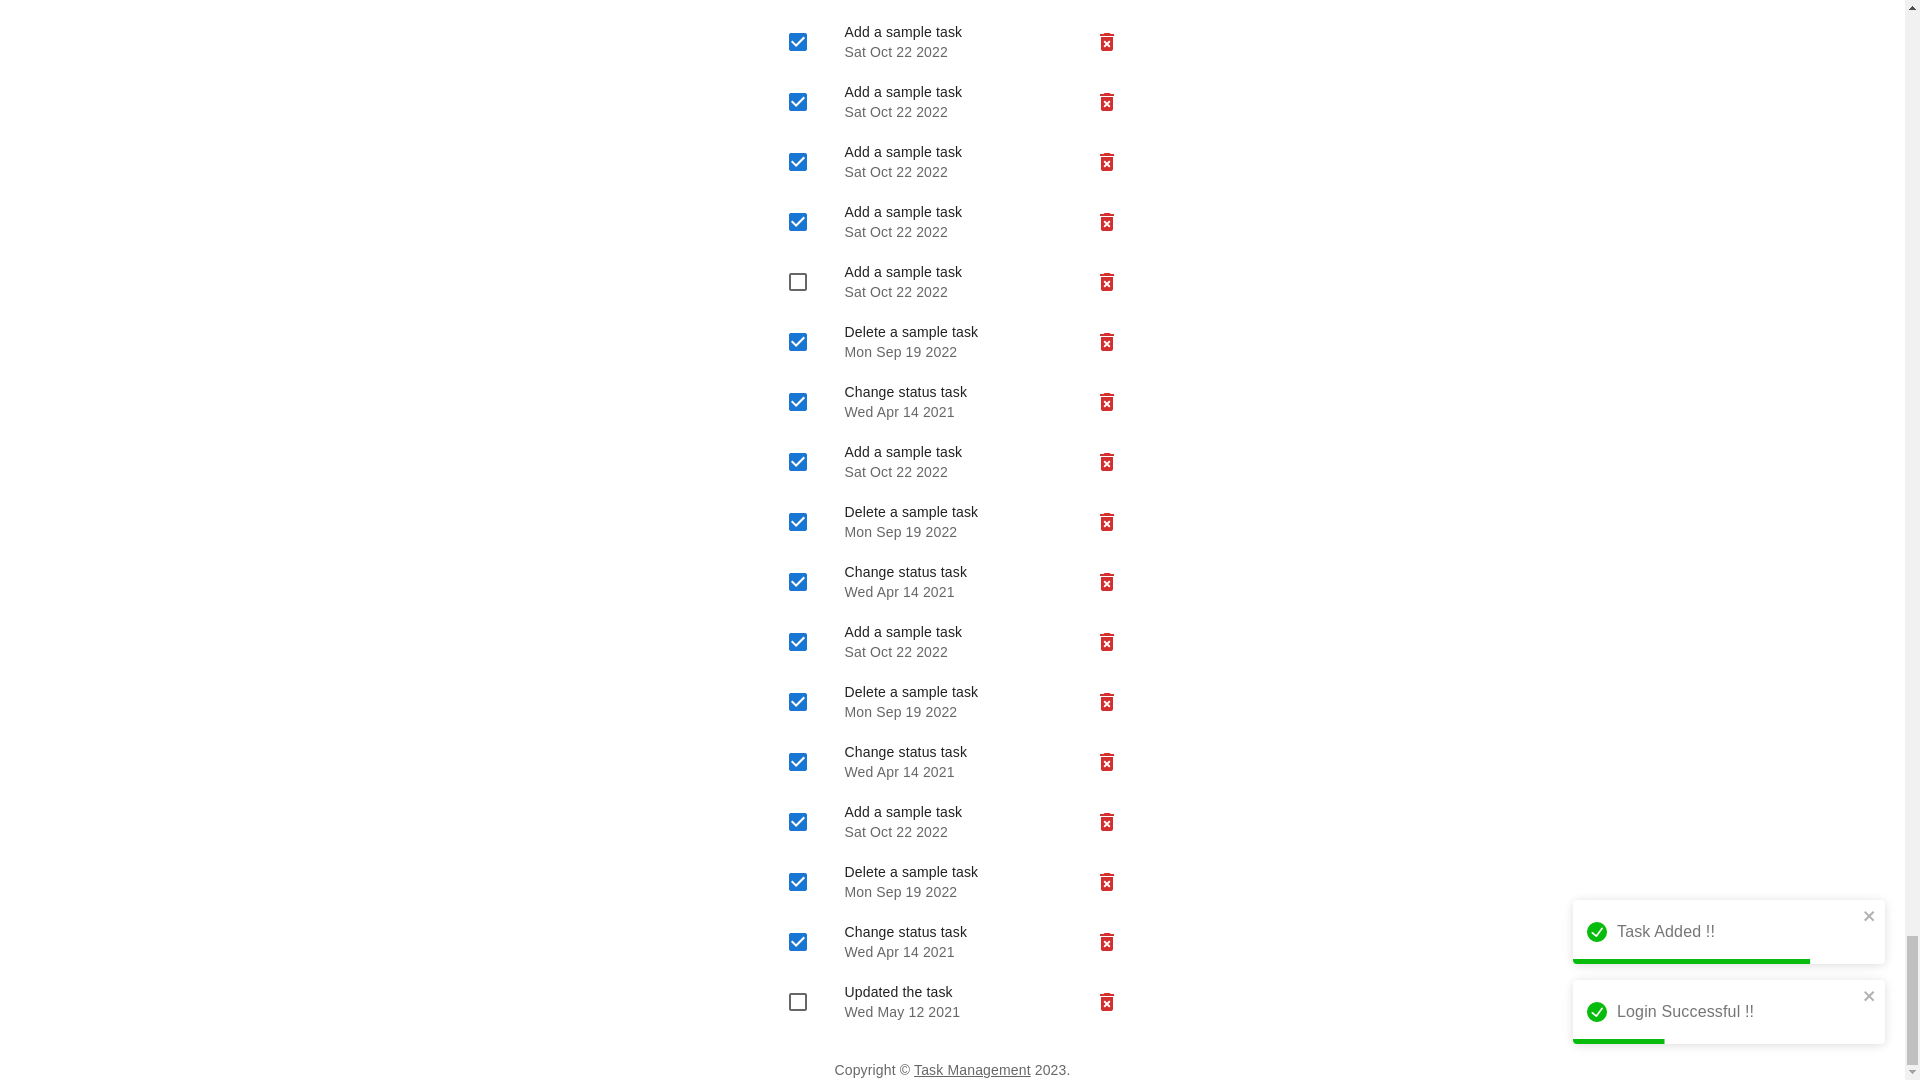 Add a sample task
Sat Oct 22 2022
Add a sample task
Sat Oct 22 2022
Add a sample task
Sat Oct 22 2022
Add a sample task
Sat Oct 22 2022
Add a sample task
Sat Oct 22 2022
Delete a sample task
Mon Sep 19 2022
Change status task
Wed Apr 14 2021
Add a sample task
Sat Oct 22 2022
Delete a sample task
Mon Sep 19 2022
Change status task
Wed Apr 14 2021
Add a sample task
Sat Oct 22 2022
Delete a sample task
Mon Sep 19 2022
Change status task
Wed Apr 14 2021
Add a sample task
Sat Oct 22 2022
Delete a sample task
Mon Sep 19 2022
Change status task
Wed Apr 14 2021
Updated the task
Wed May 12 2021
Task Added !!
Login Successful !!
Copyright © Task Management 2023.